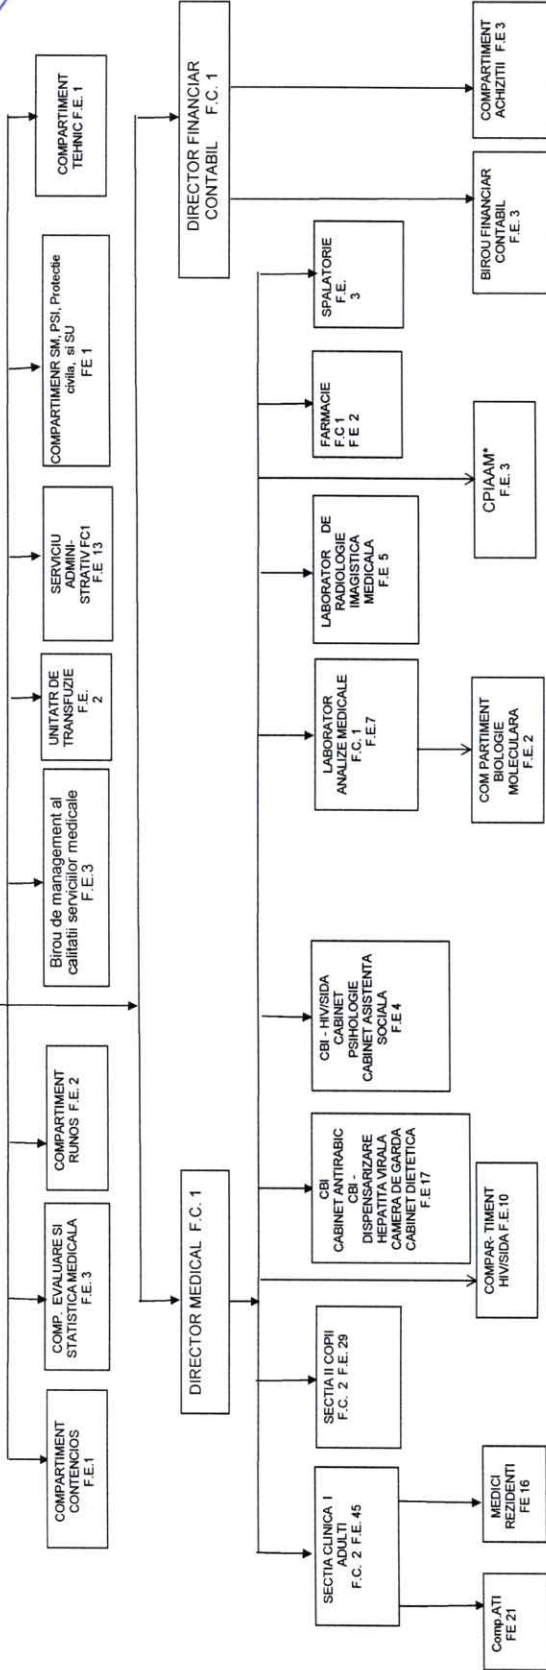 COMPARTIMENT
CONTENCIOS
F.E.1
COMP. EVALUARE SI
STATISTICA MEDICALA
F.E. 3
COMPARTIMENT
RUNOS F.E. 2
Birou de management al
calitatii serviciilor medicale
F.E.3
UNITATR DE
TRANSFUZIE
F.E.
2
SERVICIU
ADMINI-
STRATIV FC1
F.E 13
COMPARTIMENR SM, PSI, Protectie
civila, si SU
FE 1
COMPARTIMENT
TEHNIC F.E. 1
DIRECTOR MEDICAL F.C. 1
DIRECTOR FINANCIAR
CONTABIL F.C. 1
SECTIA CLINICA I
ADULTI
F.C. 2 F.E. 45
SECTIA II COPII
F.C. 2 F.E. 29
CBI
CABINET ANTIRABIC
CBI -
DISPENSARIZARE
HEPATITA VIRALA
CAMERA DE GARDA
CABINET DIETETICA
F.E17
CBI - HIV/SIDA
CABINET
PSIHOLOGIE
CABINET ASISTENTA
SOCIALA
F.E 4
LABORATOR
ANALIZE MEDICALE
F.C. 1
F.E.7
LABORATOR DE
RADIOLOGIE
IMAGISTICA
MEDICALA
F.E 5
FARMACIE
F.C 1
F E 2
SPALATORIE
F.E.
3
Comp.ATI
FE 21
MEDICI
REZIDENTI
FE 16
COMPAR- TIMENT
HIV/SIDA F.E.10
COM PARTIMENT
BIOLOGIE
MOLECULARA
F.E. 2
CPIAAM*
F.E. 3
BIROU FINANCIAR
CONTABIL
F.E. 3
COMPARTIMENT
ACHIZITII F.E 3